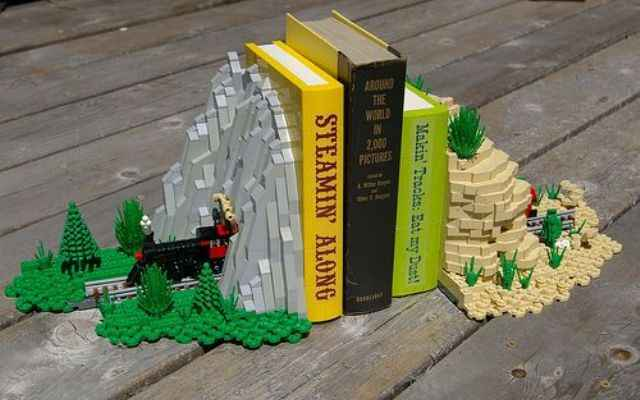 STEAMIN' ALONG
AROUND
THE
WORLD
IN
2,000
PICTURES
Makin' Tracks: Eat my Dust!